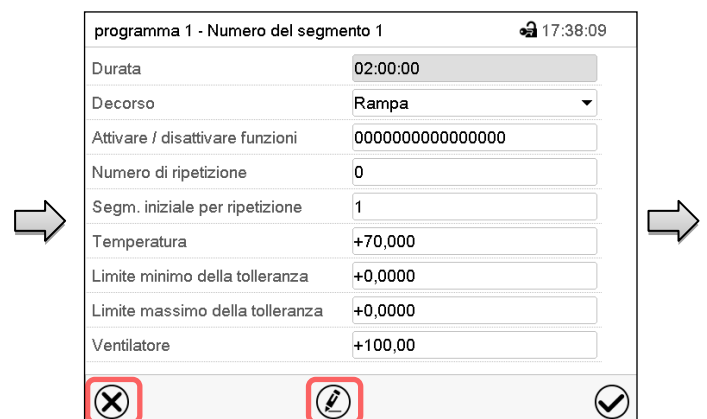 programma 1 - Numero del segmento 1 17:38:09
Durata 02:00:00
Decorso Rampa
Attivare / disattivare funzioni 0000000000000000
Numero di ripetizione 0
Segm. iniziale per ripetizione 1
Temperatura +70,000
Limite minimo della tolleranza +0,0000
Limite massimo della tolleranza +0,0000
Ventilatore +100,00